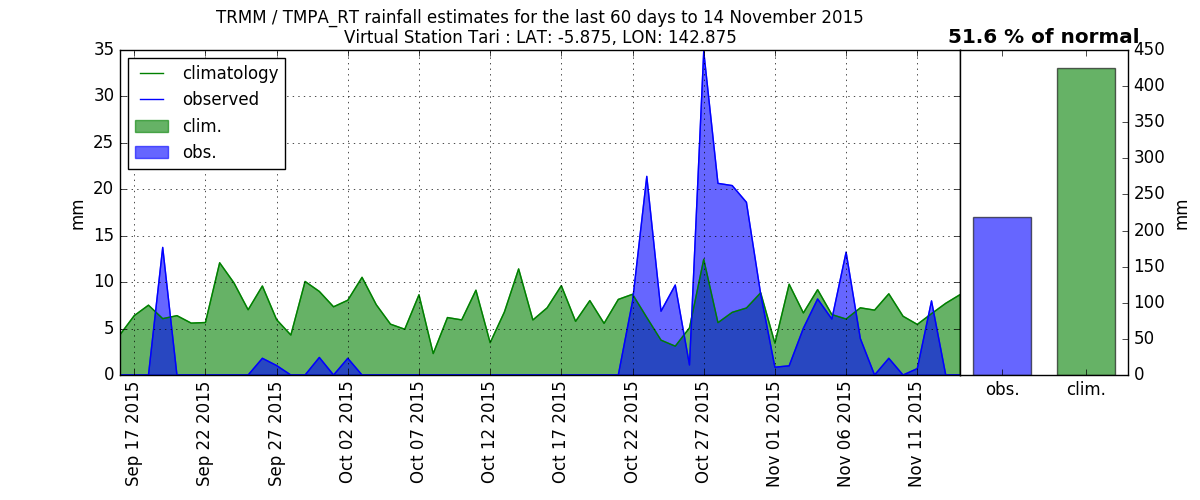 TRMM / TMPA_RT rainfall estimates for the last 60 days to 14 November 2015
Virtual Station Tari : LAT: -5.875, LON: 142.875
51.6 % of normal
climatology
observed
clim.
obs.
35
30
25
20
15
10
5
0
mm
Sep 17 2015
Sep 22 2015
Sep 27 2015
Oct 02 2015
Oct 07 2015
Oct 12 2015
Oct 17 2015
Oct 22 2015
Oct 27 2015
Nov 01 2015
Nov 06 2015
Nov 11 2015
450
400
350
300
250
200
150
100
50
0
mm
obs.
clim.